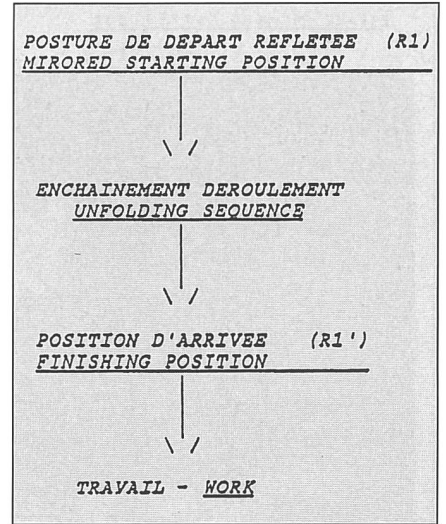 POSTURE DE DEPART REFLETEE (R1)
MIRORED STARTING POSITION
ENCHAINEMENT DEROULEMENT
UNFOLDING SEQUENCE
POSITION D'ARRIVEE (R1')
FINISHING POSITION
TRAVAIL - WORK